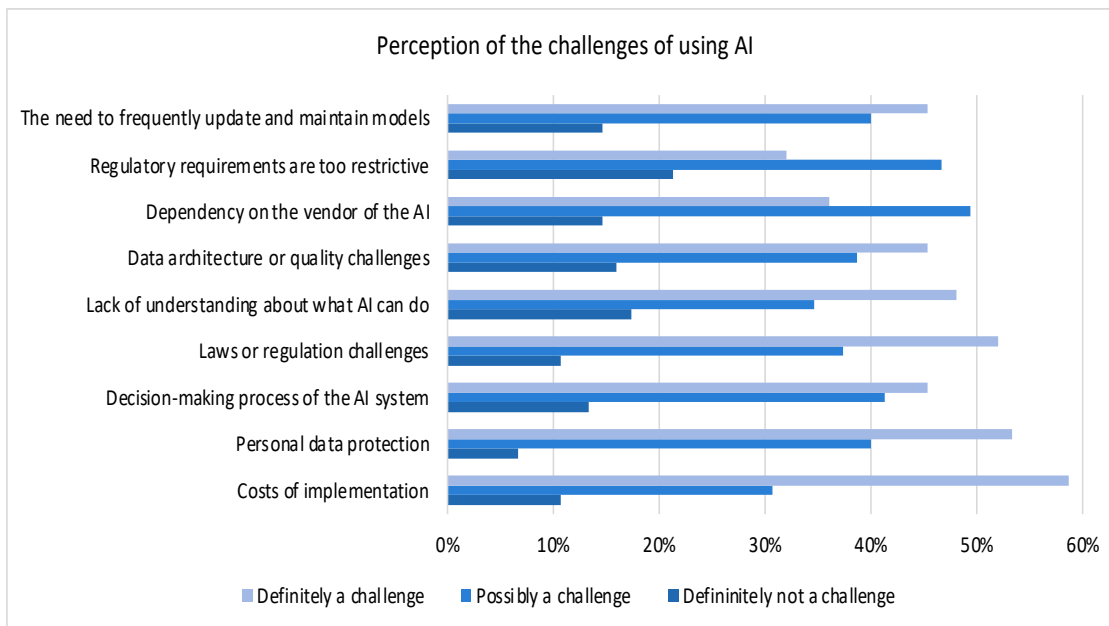 Perception of the challenges of using AI
The need to frequently update and maintain models
Regulatory requirements are too restrictive
Dependency on the vendor of the AI
Data architecture or quality challenges
Lack of understanding about what AI can do
Laws or regulation challenges
Decision-making process of the AI system
Personal data protection
Costs of implementation
0% 10% 20% 30% 40% 50% 60%
Definitely a challenge Possibly a challenge Defininitely not a challenge